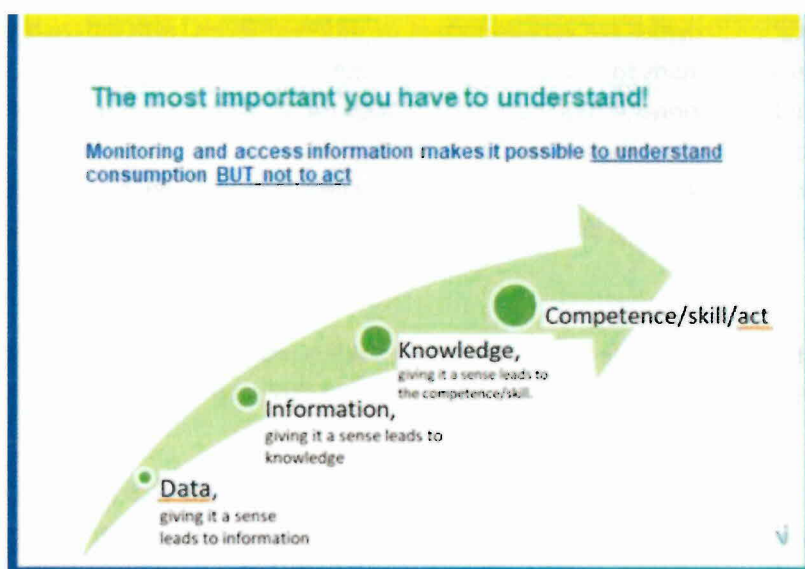 The most important you have to understand!
Monitoring and access information makes it possible to understand
consumption BUT not to act
Competence/skill/act
Knowledge,
giving it a sense leads to
the competence/skill.
Information,
giving it a sense leads to
knowledge
Data,
giving it a sense
leads to information